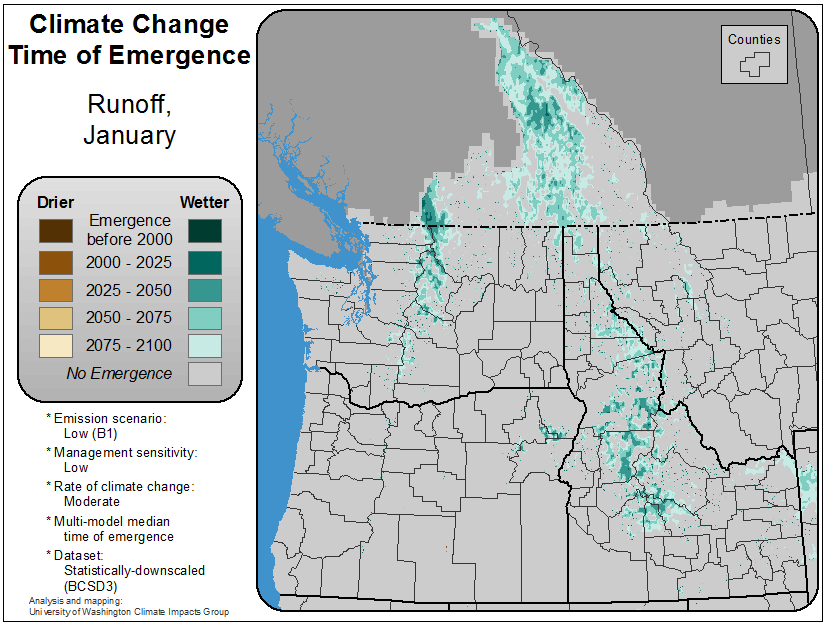 Climate Change
Time of Emergence
Runoff,
January
Drier
Wetter
Emergence
before 2000
2000 - 2025
2025 - 2050
2050 - 2075
2075 - 2100
No Emergence
* Emission scenario:
Low (B1)
* Management sensitivity:
Low
* Rate of climate change:
Moderate
* Multi-model median
time of emergence
* Dataset:
Statistically-downscaled
(BCSD3)
Analysis and mapping:
University of Washington Climate Impacts Group
Counties